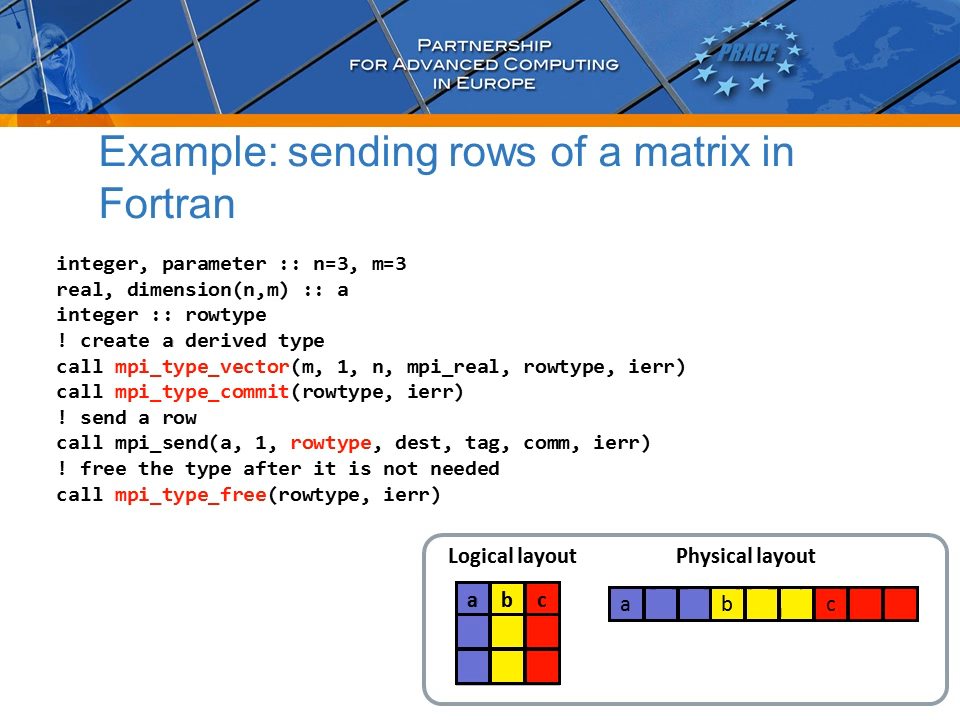 PARTNERSHIP
FOR ADVANCED COMPUTING
IN EUROPE
PRACE
Example: sending rows of a matrix in
Fortran
integer, parameter :: n=3, m=3
real, dimension(n,m) :: a
integer :: rowtype
! create a derived type
call mpi_type_vector(m, 1, n, mpi_real, rowtype, ierr)
call mpi_type_commit(rowtype, ierr)
! send a row
call mpi_send(a, 1, rowtype, dest, tag, comm, ierr)
! free the type after it is not needed
call mpi_type_free(rowtype, ierr)
Logical layout
a b c
Physical layout
a b c